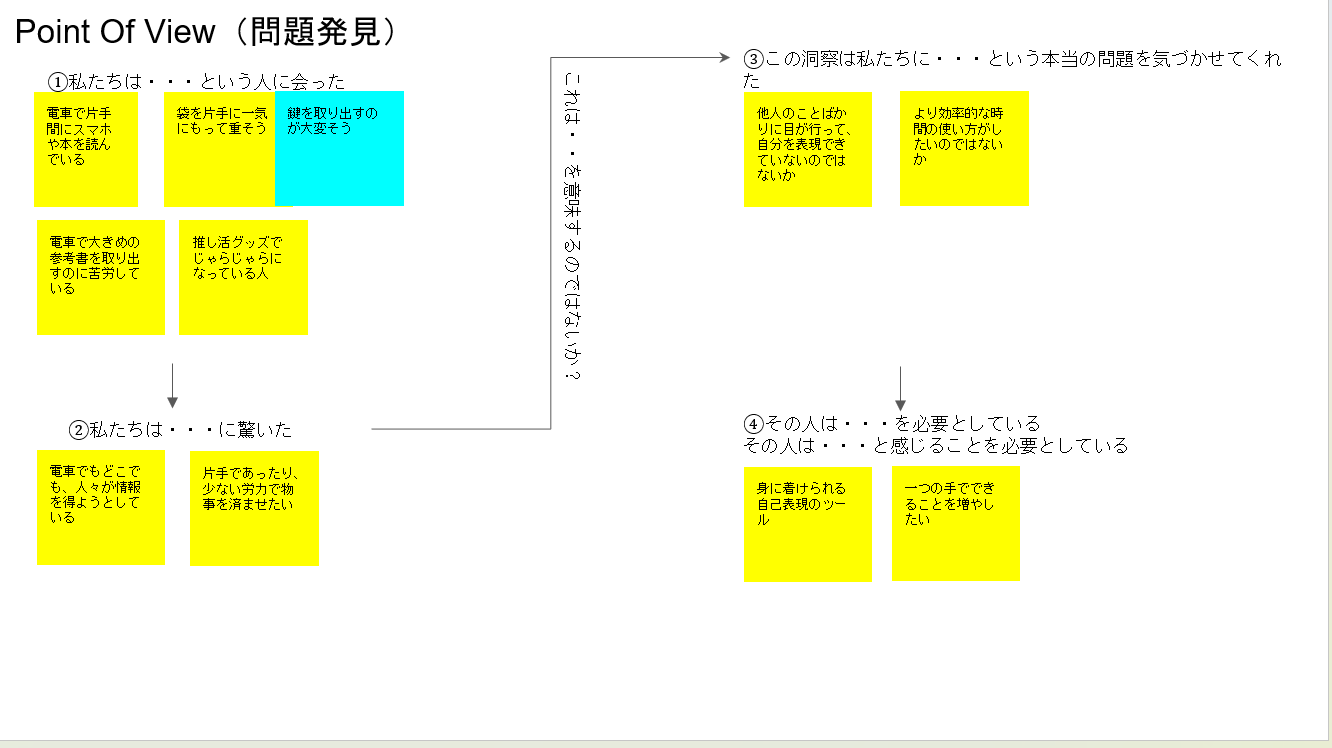 Point Of View（問題発見）
①私たちは・・・という人に会った
電車で片手
間にスマホ
や本を読ん
でいる
袋を片手に一気
にもって重そう
鍵を取り出すの
が大変そう
電車で大きめの
参考書を取り出
すのに苦労して
いる
推し活グッズで
じゃらじゃらに
なっている人
②私たちは・・・に驚いた
電車でもどこで
も、人々が情報
を得ようとして
いる
片手であったり、
少ない労力で物
事を済ませたい
これは・・を意味するのではないか？
③この洞察は私たちに・・・という本当の問題を気づかせてくれ
た
他人のことばか
りに目が行って、
自分を表現でき
ていないのでは
ないか
より効率的な時
間の使い方がし
たいのではない
か
④その人は・・・を必要としている
その人は・・・と感じることを必要としている
身に着けられる
自己表現のツー
ル
一つの手ででき
ることを増やし
たい